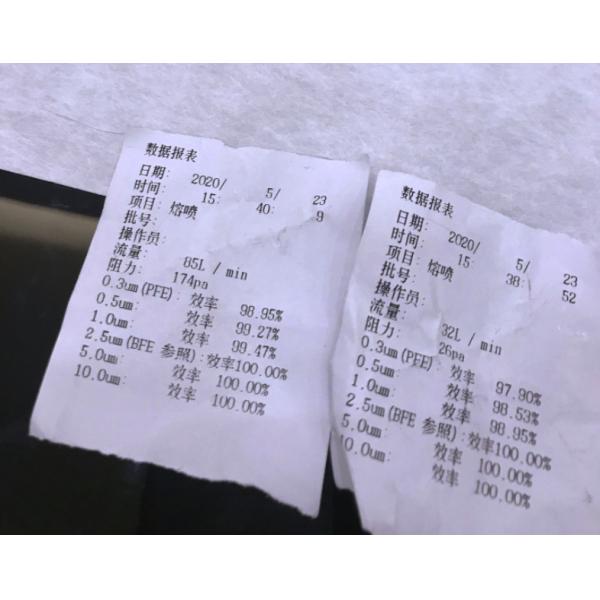 数据报表
日期: 2020/ 5/ 23
时间: 15: 40: 9
项目: 熔喷
批号:
操作员:
流量: 85L / min
阻力: 174pa
0.3um(PFE): 效率 98.95%
0.5um: 效率 99.27%
1.0um: 效率 99.47%
2.5um(BFE 参照):效率100.00%
5.0um: 效率 100.00%
10.0um: 效率 100.00%
数据报表
日期: 2020/ 5/ 23
时间: 15: 38: 52
项目: 熔喷
批号:
操作员:
流量: 32L / min
阻力: 26pa
0.3um(PFE): 效率 97.90%
0.5um: 效率 98.53%
1.0um: 效率 98.95%
2.5um(BFE 参照):效率100.00%
5.0um: 效率 100.00%
10.0um: 效率 100.00%